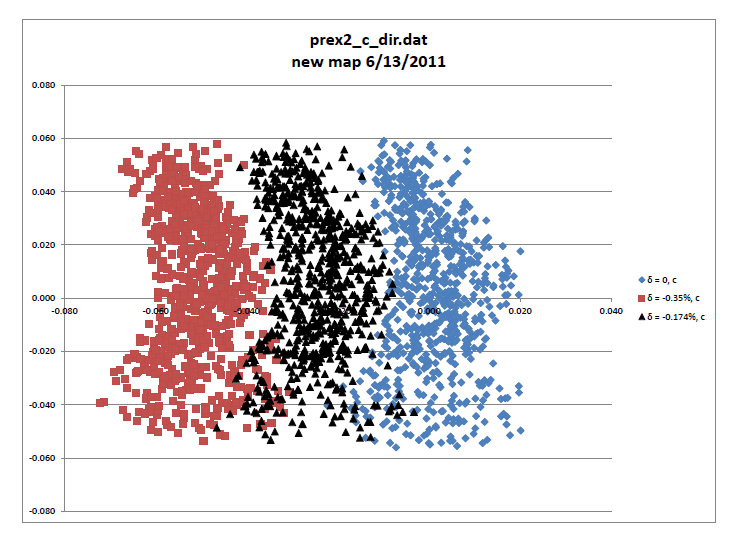 prex2_c_dir.dat
new map 6/13/2011
0.080
0.060
0.040
0.020
0.000
-0.020
-0.040
-0.060
-0.080
-0.080 -0.060 -0.040 0.000 0.020 0.040
δ = 0, c
δ = -0.35%, c
δ = -0.174%, c